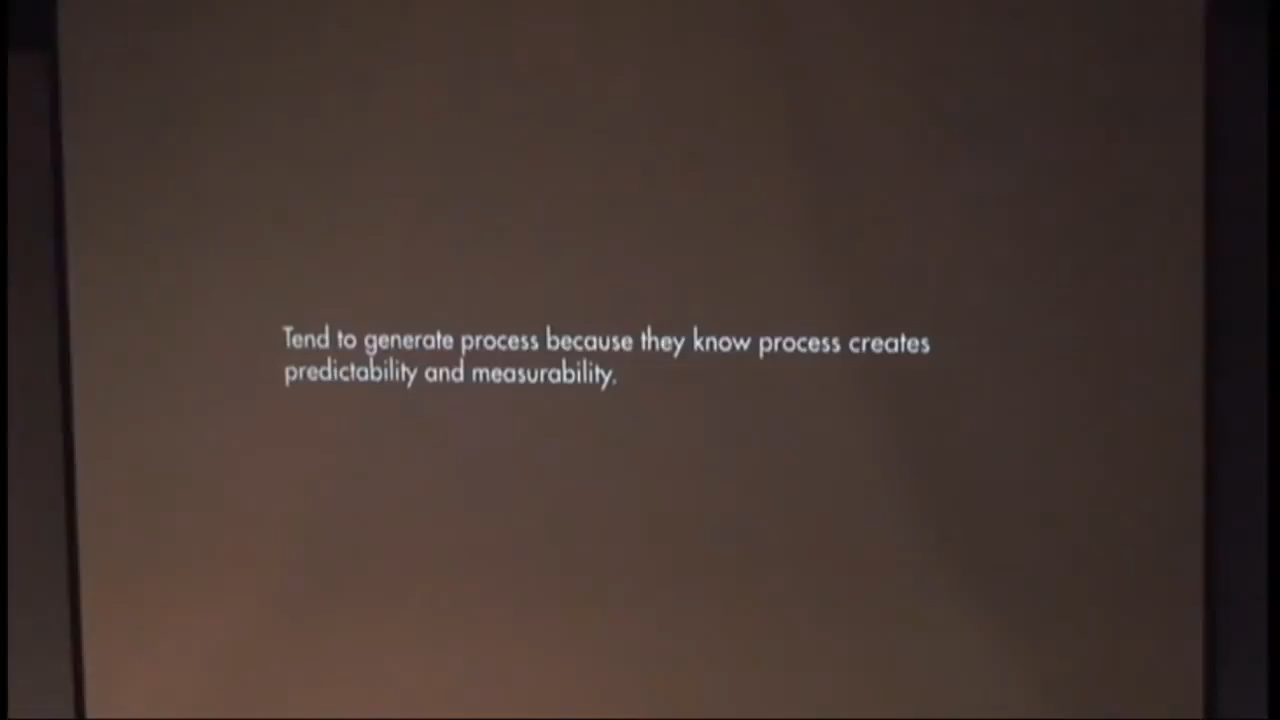 Tend to generate process because they know process creates
predictability and measurability.